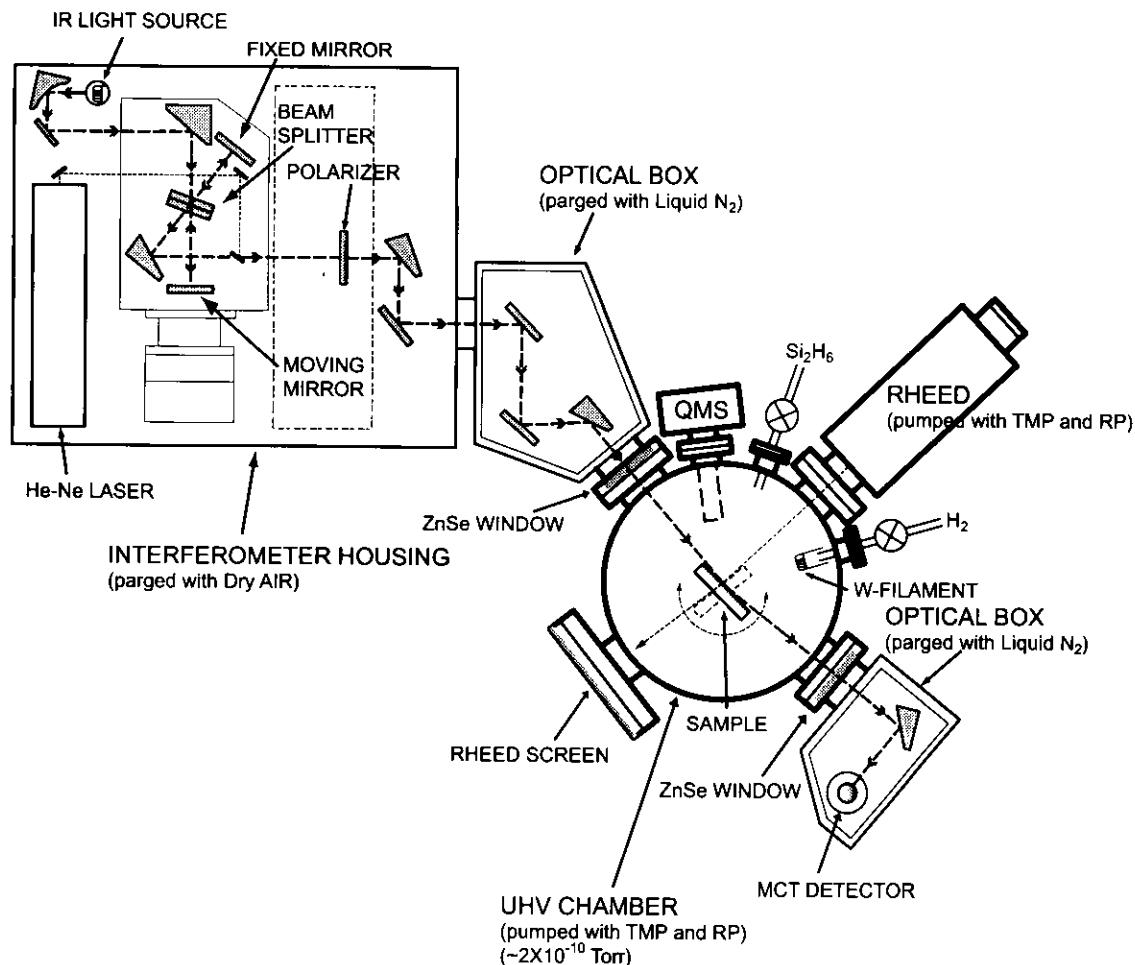 IR LIGHT SOURCE
FIXED MIRROR
BEAM
SPLITTER
POLARIZER
OPTICAL BOX
(parged with Liquid N₂)
MOVING
MIRROR
Si₂H₆
QMS
RHEED
(pumped with TMP and RP)
He-Ne LASER
ZnSe WINDOW
H₂
INTERFEROMETER HOUSING
(parged with Dry AIR)
W-FILAMENT
OPTICAL BOX
(parged with Liquid N₂)
SAMPLE
RHEED SCREEN
ZnSe WINDOW
MCT DETECTOR
UHV CHAMBER
(pumped with TMP and RP)
(~2X10⁻¹⁰ Torr)